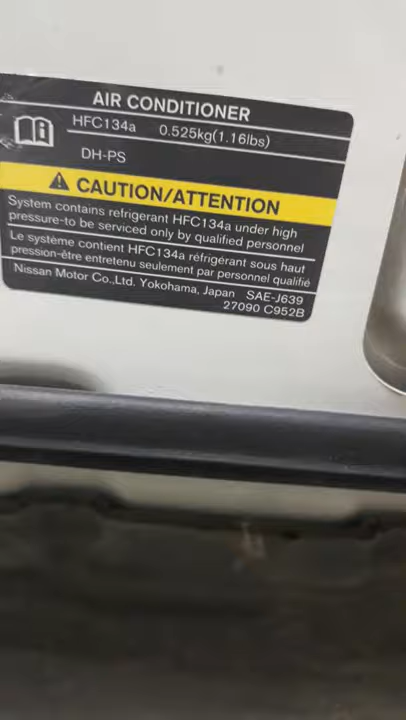 AIR CONDITIONER
HFC134a 0.525kg(1.16lbs)
DH-PS
CAUTION/ATTENTION
System contains refrigerant HFC134a under high
pressure-to be serviced only by qualified personnel
Le système contient HFC134a réfrigérant sous haut
pression-être entretenu seulement par personnel qualifié
Nissan Motor Co.,Ltd. Yokohama, Japan SAE-J639
27090 C952B